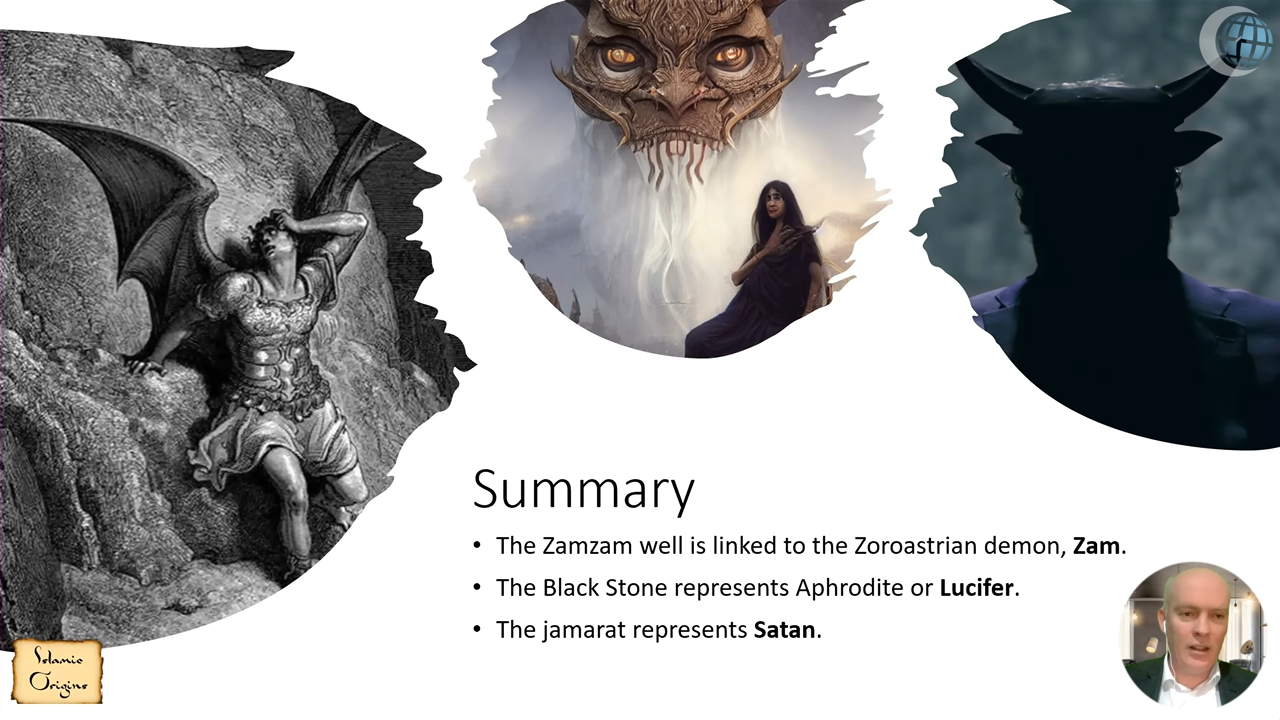 Summary
• The Zamzam well is linked to the Zoroastrian demon, Zam.
• The Black Stone represents Aphrodite or Lucifer.
• The jamarat represents Satan.
Islamic
Origins